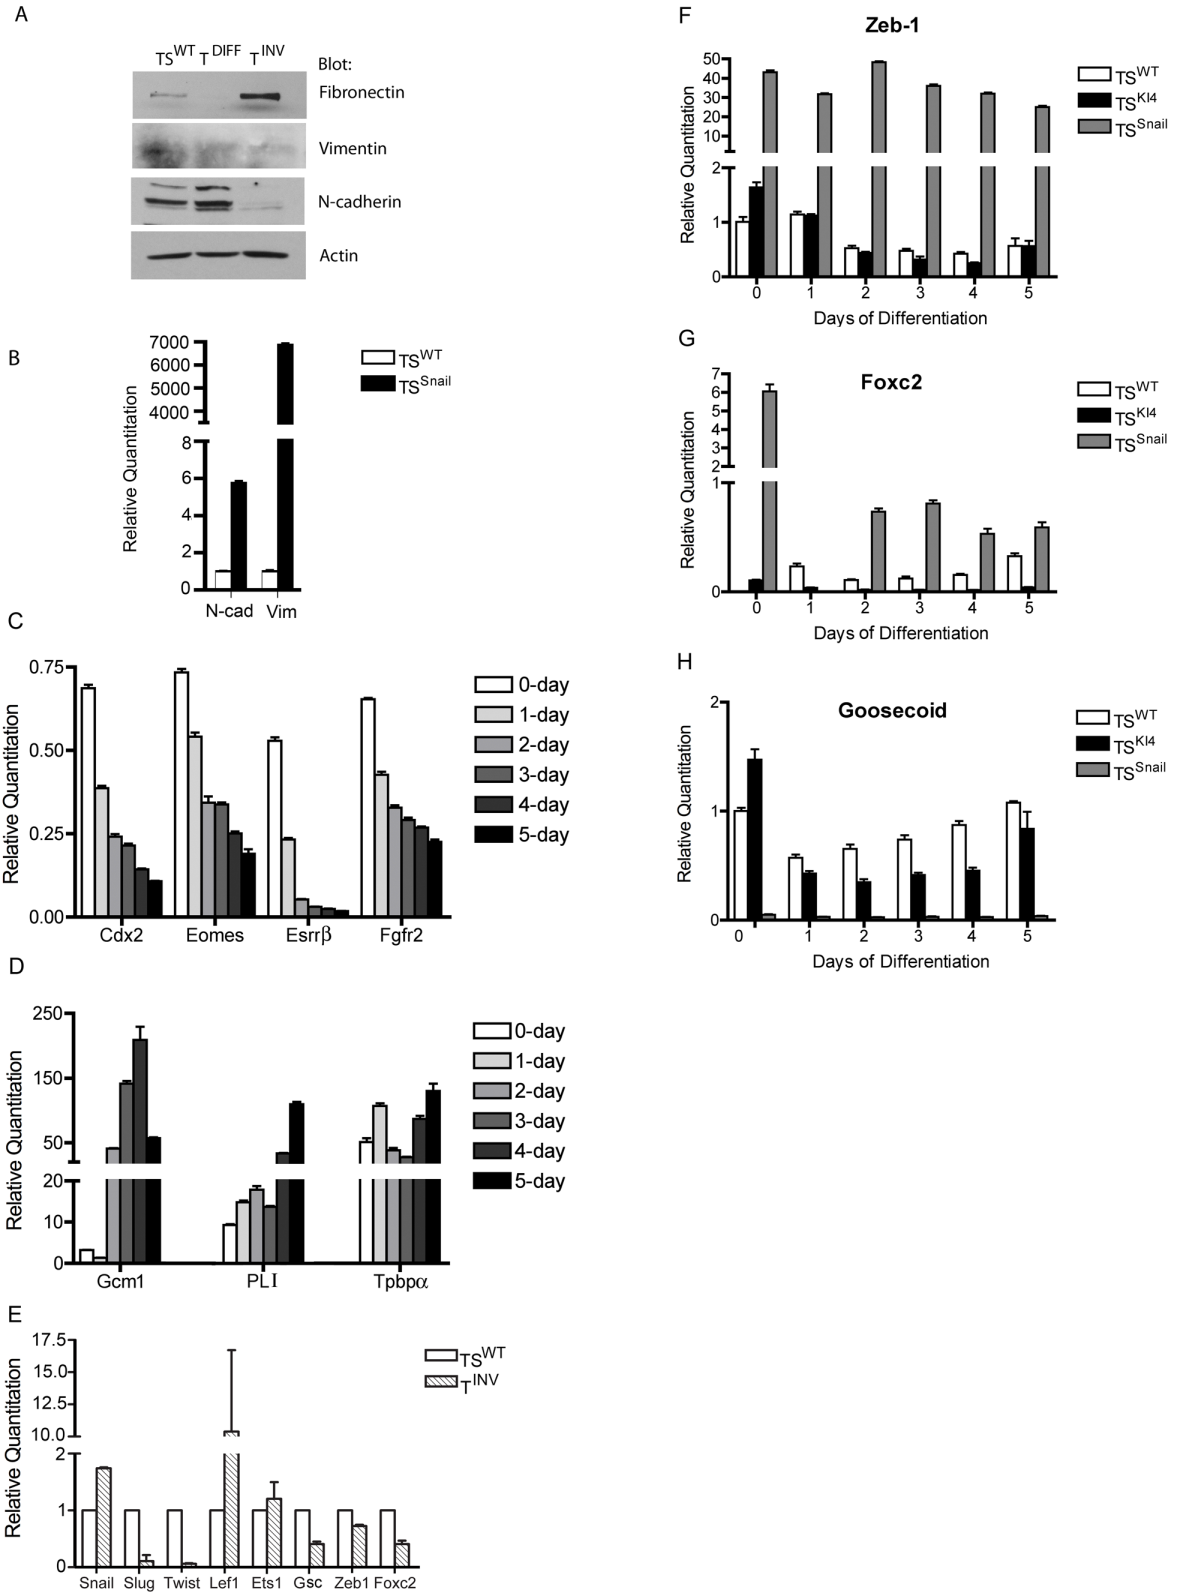 A
TS^WT T^DIFF T^INV
Blot:
Fibronectin
Vimentin
N-cadherin
Actin
B
Relative Quantitation
7000
6000
5000
4000
8
6
4
2
0
N-cad Vim
TS^WT
TS^Snail
C
Relative Quantitation
0.75
0.50
0.25
0.00
Cdx2 Eomes Esrrβ Fgfr2
0-day
1-day
2-day
3-day
4-day
5-day
D
Relative Quantitation
250
150
50
20
10
0
Gcm1 PLI Tpbpα
0-day
1-day
2-day
3-day
4-day
5-day
E
Relative Quantitation
17.5
15.0
12.5
10.0
2
1
0
Snail Slug Twist Lef1 Ets1 Gsc Zeb1 Foxc2
TS^WT
T^INV
F
Zeb-1
Relative Quantitation
50
40
30
20
10
2
1
0
0 1 2 3 4 5
Days of Differentiation
TS^WT
TS^KI4
TS^Snail
G
Foxc2
Relative Quantitation
7
6
5
4
3
2
1
0
0 1 2 3 4 5
Days of Differentiation
TS^WT
TS^KI4
TS^Snail
H
Goosecoid
Relative Quantitation
2
1
0
0 1 2 3 4 5
Days of Differentiation
TS^WT
TS^KI4
TS^Snail